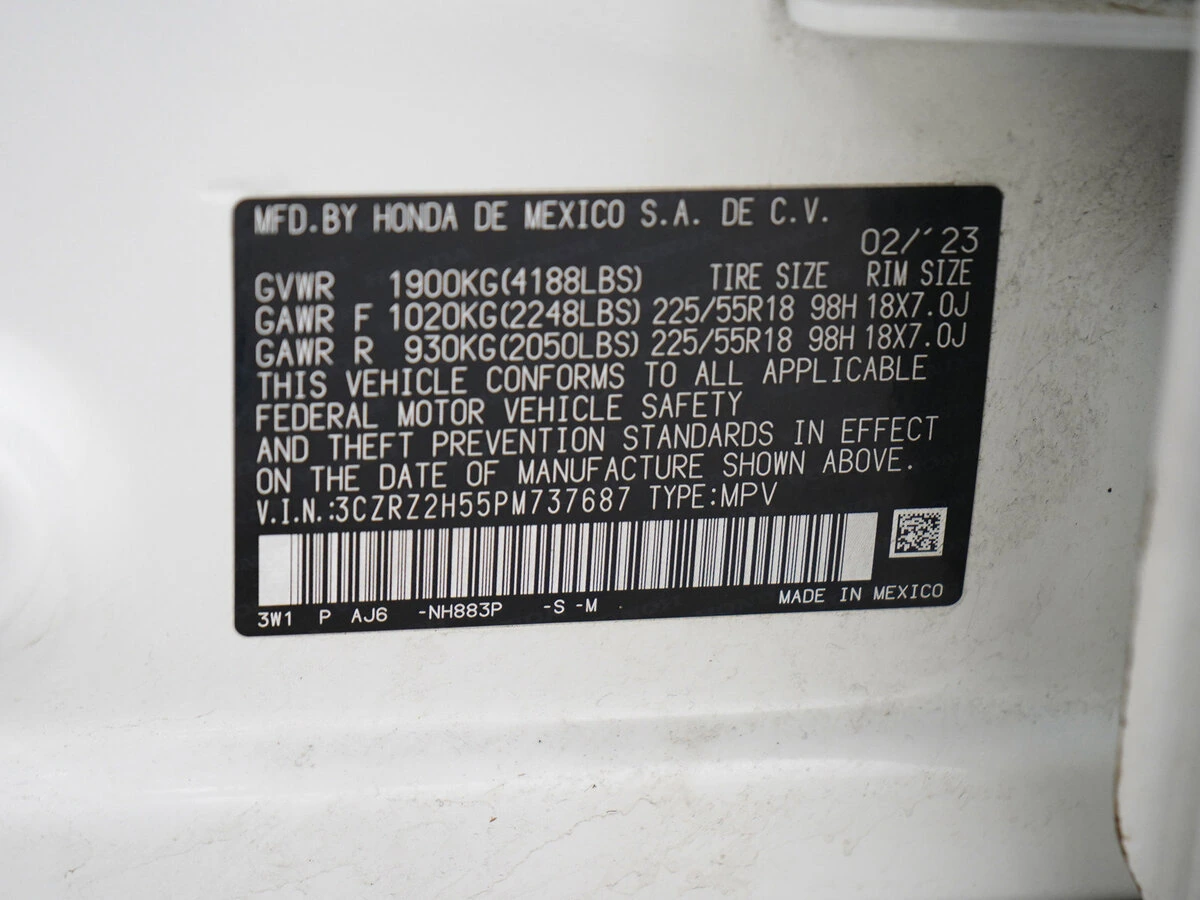 MFD.BY HONDA DE MEXICO S.A. DE C.V.
02/'23
GVWR 1900KG(4188LBS) TIRE SIZE RIM SIZE
GAWR F 1020KG(2248LBS) 225/55R18 98H 18X7.0J
GAWR R 930KG(2050LBS) 225/55R18 98H 18X7.0J
THIS VEHICLE CONFORMS TO ALL APPLICABLE
FEDERAL MOTOR VEHICLE SAFETY
AND THEFT PREVENTION STANDARDS IN EFFECT
ON THE DATE OF MANUFACTURE SHOWN ABOVE.
V.I.N.:3CZRZ2H55PM737687 TYPE:MPV
3W1 P AJ6 -NH883P -S -M . MADE IN MEXICO